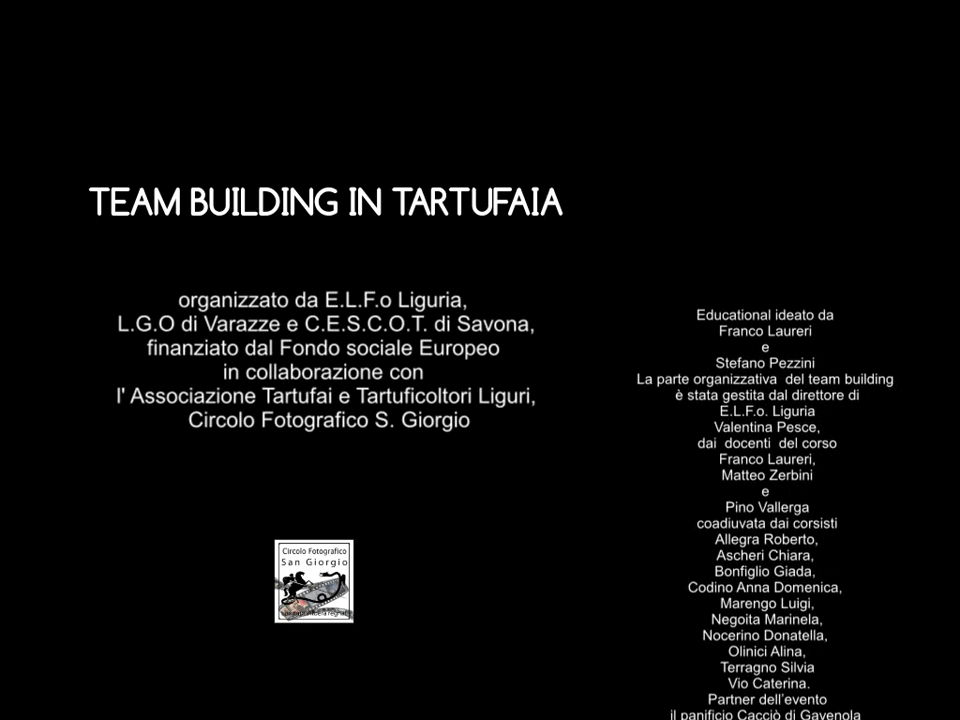 TEAM BUILDING IN TARTUFAIA
organizzato da E.L.F.o Liguria,
L.G.O di Varazze e C.E.S.C.O.T. di Savona,
finanziato dal Fondo sociale Europeo
in collaborazione con
l' Associazione Tartufai e Tartuficoltori Liguri,
Circolo Fotografico S. Giorgio
Circolo Fotografico
San Giorgio
Educational ideato da
Franco Laureri
e
Stefano Pezzini
La parte organizzativa del team building
è stata gestita dal direttore di
E.L.F.o. Liguria
Valentina Pesce,
dai docenti del corso
Franco Laureri,
Matteo Zerbini
e
Pino Vallerga
coadiuvata dai corsisti
Allegra Roberto,
Ascheri Chiara,
Bonfiglio Giada,
Codino Anna Domenica,
Marengo Luigi,
Negoita Marinela,
Nocerino Donatella,
Olinici Alina,
Terragno Silvia
Vio Caterina.
Partner dell'evento
il panificio Cacciò di Gavenola